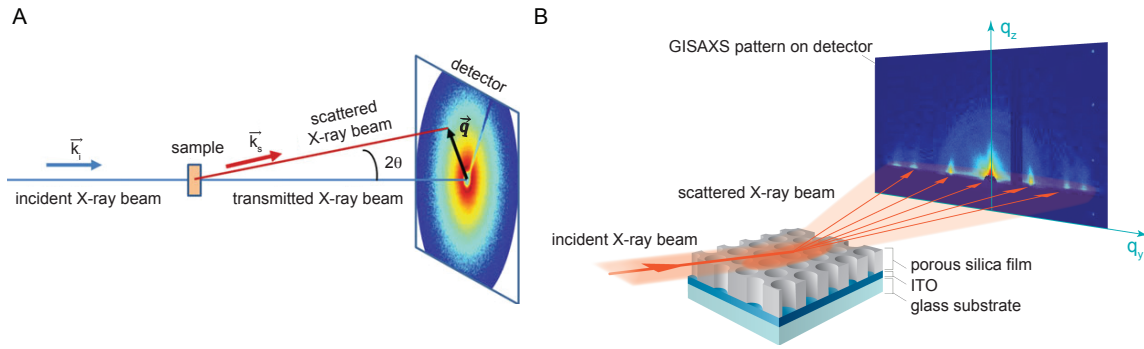 A
detector
scattered
X-ray beam
q
sample
k_i
k_s
2θ
incident X-ray beam
transmitted X-ray beam
B
q_z
GISAXS pattern on detector
scattered X-ray beam
incident X-ray beam
q_y
porous silica film
ITO
glass substrate